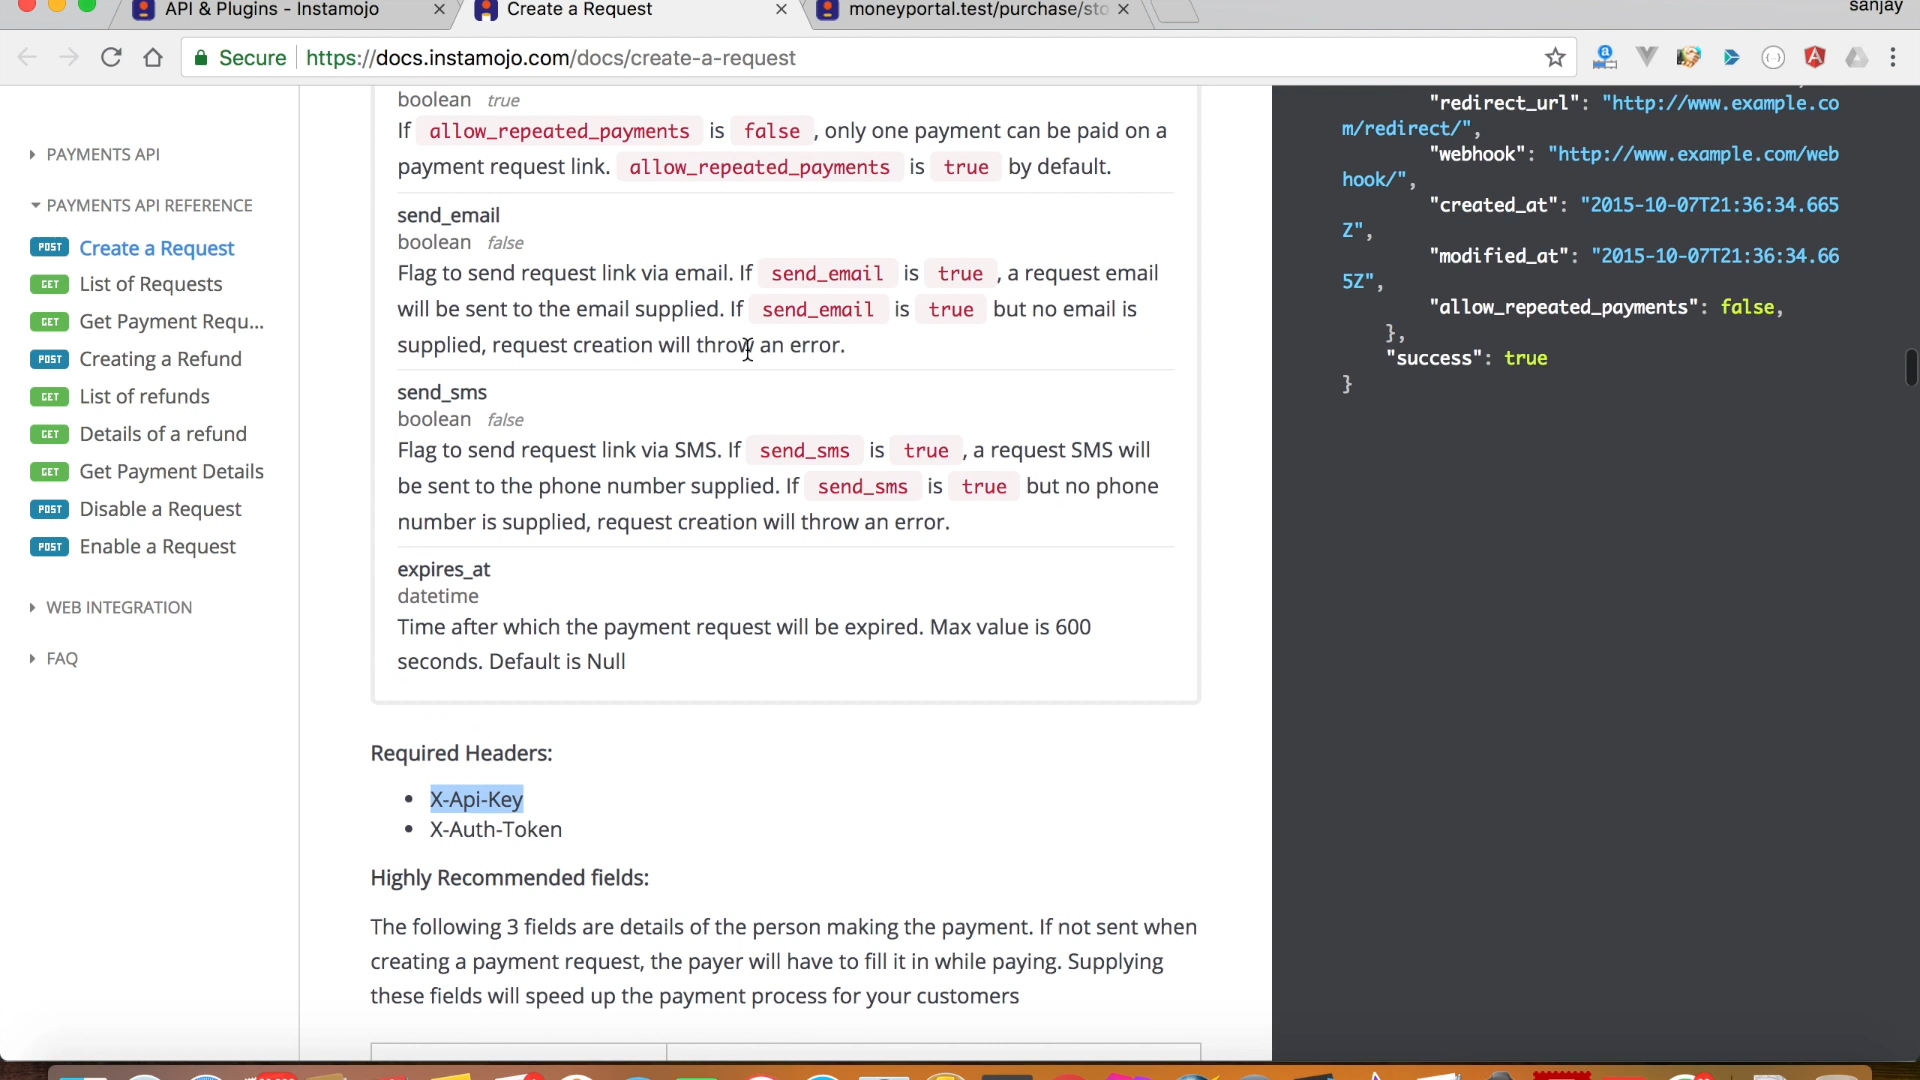 API & Plugins - Instamojo
Create a Request
moneyportal.test/purchase/sto
sanjay
Secure
https://docs.instamojo.com/docs/create-a-request
PAYMENTS API
PAYMENTS API REFERENCE
POST Create a Request
GET List of Requests
GET Get Payment Requ...
POST Creating a Refund
GET List of refunds
GET Details of a refund
GET Get Payment Details
POST Disable a Request
POST Enable a Request
WEB INTEGRATION
FAQ
boolean true
If allow_repeated_payments is false , only one payment can be paid on a
payment request link. allow_repeated_payments is true by default.
send_email
boolean false
Flag to send request link via email. If send_email is true , a request email
will be sent to the email supplied. If send_email is true but no email is
supplied, request creation will throw an error.
send_sms
boolean false
Flag to send request link via SMS. If send_sms is true , a request SMS will
be sent to the phone number supplied. If send_sms is true but no phone
number is supplied, request creation will throw an error.
expires_at
datetime
Time after which the payment request will be expired. Max value is 600
seconds. Default is Null
Required Headers:
• X-Api-Key
• X-Auth-Token
Highly Recommended fields:
The following 3 fields are details of the person making the payment. If not sent when
creating a payment request, the payer will have to fill it in while paying. Supplying
these fields will speed up the payment process for your customers
"redirect_url": "http://www.example.co
m/redirect/",
"webhook": "http://www.example.com/web
hook/",
"created_at": "2015-10-07T21:36:34.665
Z",
"modified_at": "2015-10-07T21:36:34.66
5Z",
"allow_repeated_payments": false,
},
"success": true
}